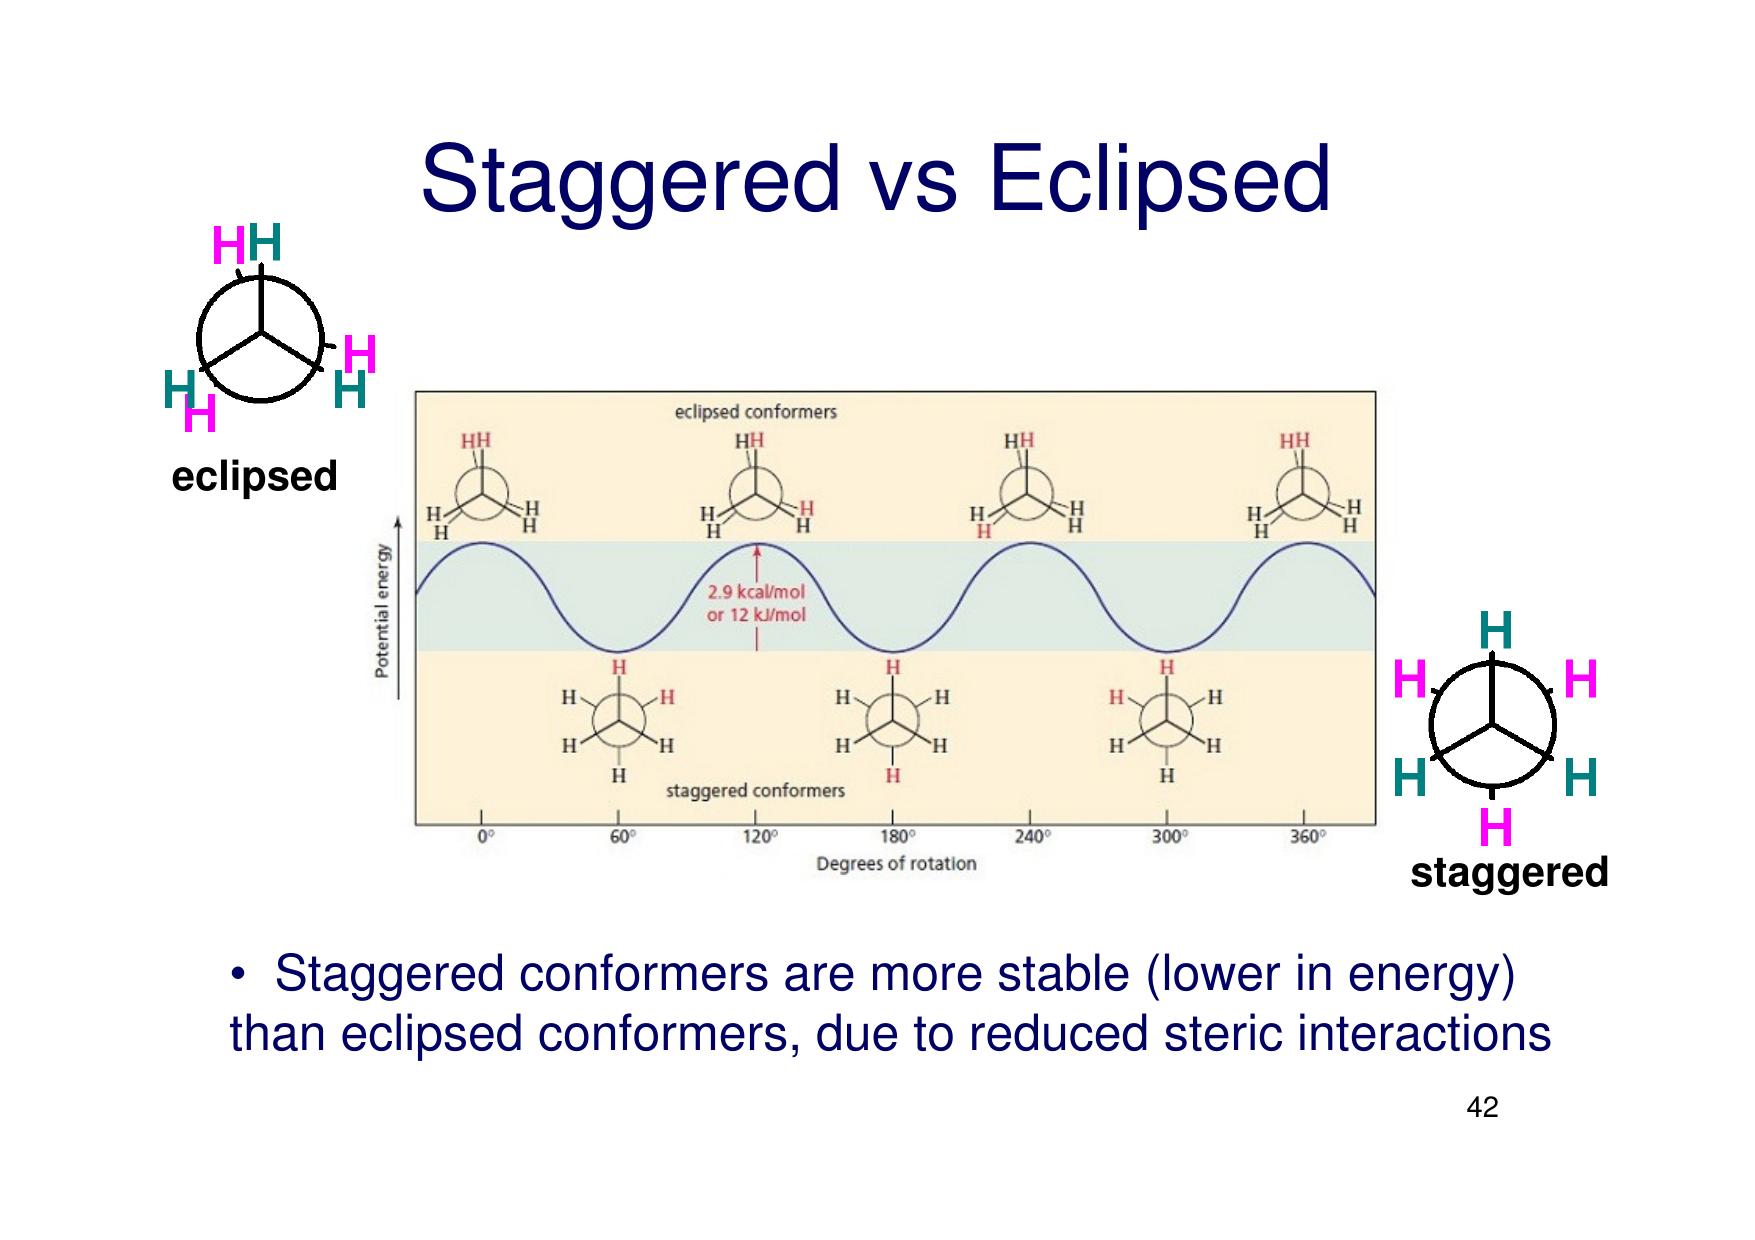 Staggered vs Eclipsed
HH
H
H
H
H
eclipsed
eclipsed conformers
HH
HH
HH
HH
H H
H H
H H
H H
H H
H H
H H
H H
Potential energy
2.9 kcal/mol
or 12 kJ/mol
H
H
H
H H
H H
H H
H H
H H
H H
H
H
H
staggered conformers
0° 60° 120° 180° 240° 300° 360°
Degrees of rotation
H
H H
H H
H
staggered
• Staggered conformers are more stable (lower in energy)
than eclipsed conformers, due to reduced steric interactions
42